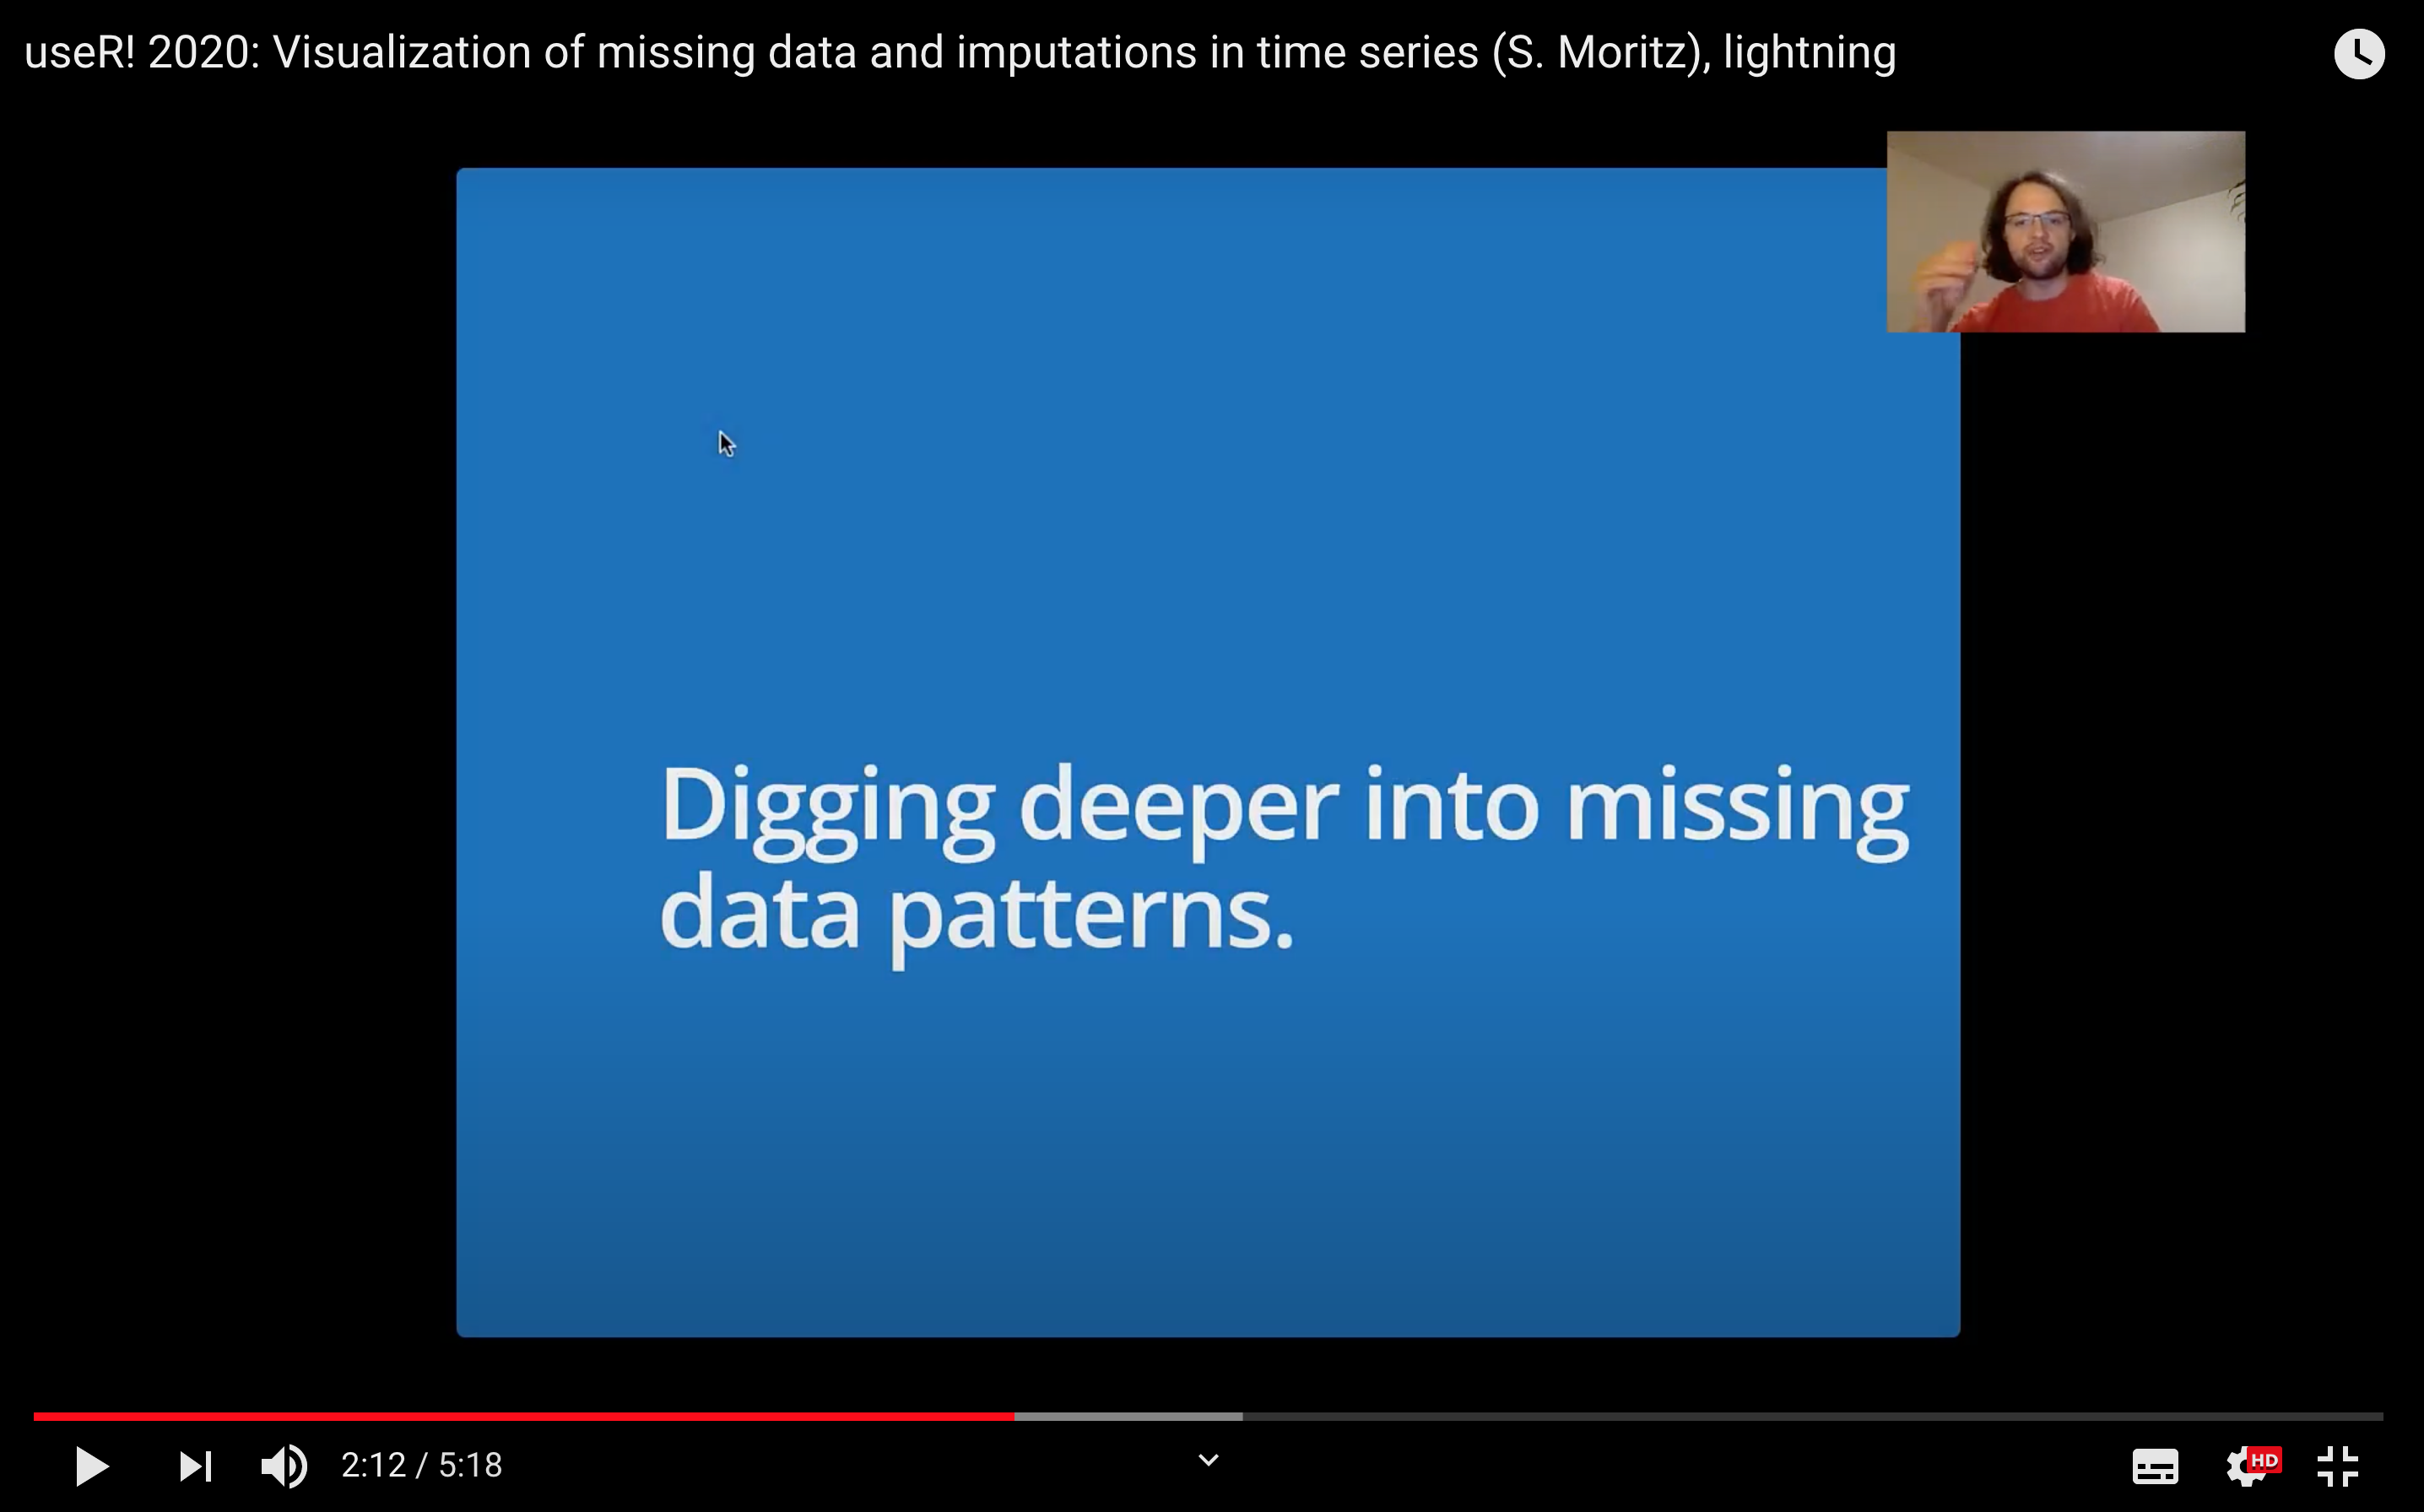 useR! 2020: Visualization of missing data and imputations in time series (S. Moritz), lightning
Digging deeper into missing
data patterns.
2:12 / 5:18
HD